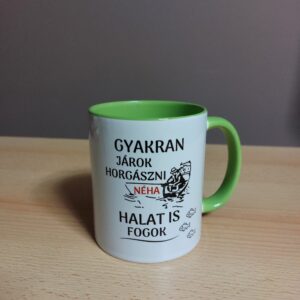 GYAKRAN
JÁROK
HORGÁSZNI
NÉHA
HALAT IS
FOGOK